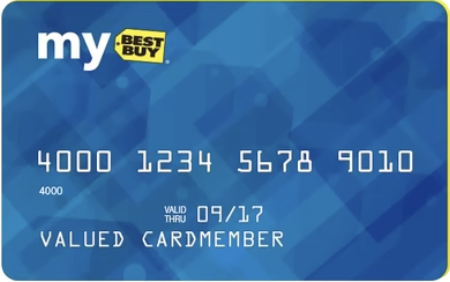 my BEST BUY®
4000 1234 5678 9010
4000
VALID THRU 09/17
VALUED CARDMEMBER